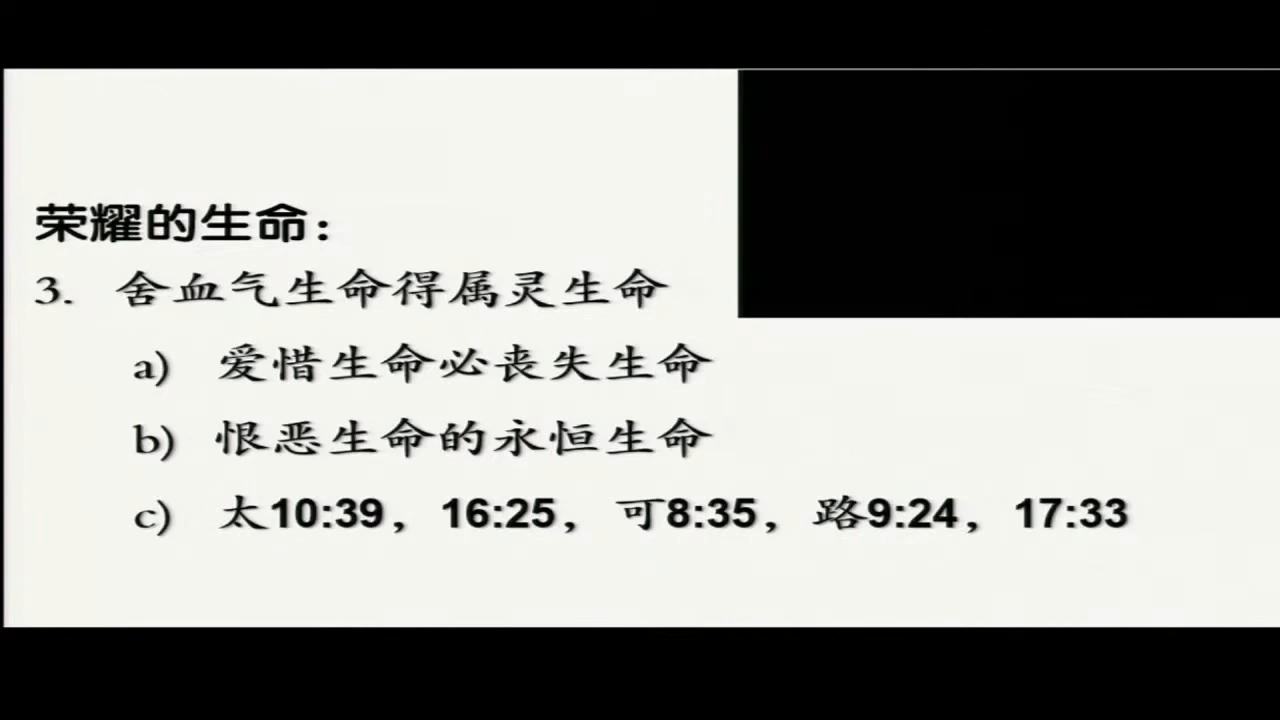 荣耀的生命：
3. 舍血气生命得属灵生命
a) 爱惜生命必丧失生命
b) 恨恶生命的永恒生命
c) 太10:39，16:25，可8:35，路9:24，17:33